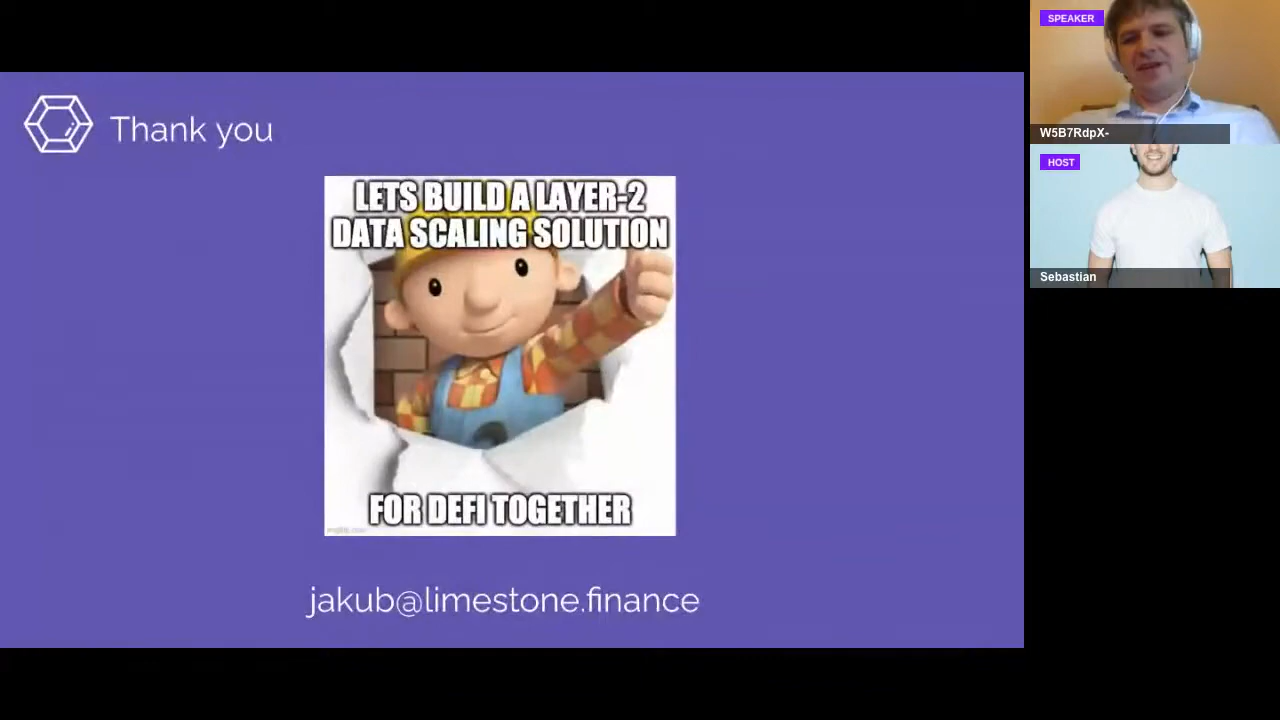 Thank you
LETS BUILD A LAYER-2
DATA SCALING SOLUTION
FOR DEFI TOGETHER
jakub@limestone.finance
SPEAKER
W5B7RdpX-
HOST
Sebastian